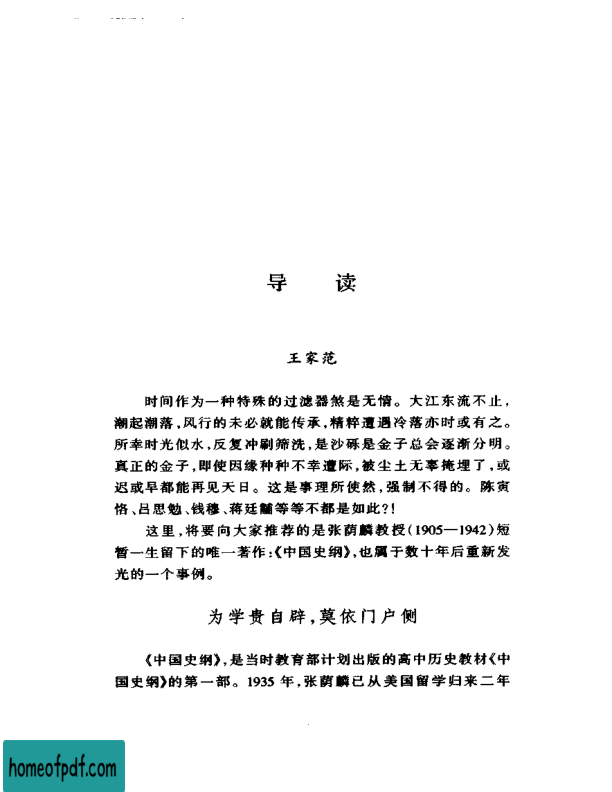 导 读
王家范
时间作为一种特殊的过滤器煞是无情。大江东流不止，
潮起潮落，风行的未必就能传承，精粹遭遇冷落亦时或有之。
所幸时光似水，反复冲刷筛洗，是沙砾是金子总会逐渐分明。
真正的金子，即使因缘种种不幸遭际，被尘土无辜掩埋了，或
迟或早都能再见天日。这是事理所使然，强制不得的。陈寅
恪、吕思勉、钱穆、蒋廷黼等等不都是如此?!
这里，将要向大家推荐的是张荫麟教授(1905—1942)短
暂一生留下的唯一著作：《中国史纲》，也属于数十年后重新发
光的一个事例。
为学贵自辟，莫依门户侧
《中国史纲》，是当时教育部计划出版的高中历史教材《中
国史纲》的第一部。1935 年，张荫麟已从美国留学归来二年
homeofpdf.com